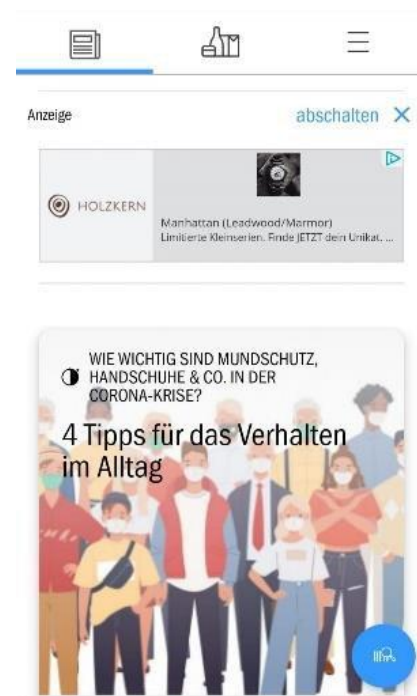 Anzeige
abschalten
HOLZKERN
Manhattan (Leadwood/Marmor)
Limitierte Kleinserien. Finde JETZT dein Unikat. ...
WIE WICHTIG SIND MUNDSCHUTZ,
HANDSCHUHE & CO. IN DER
CORONA-KRISE?
4 Tipps für das Verhalten
im Alltag